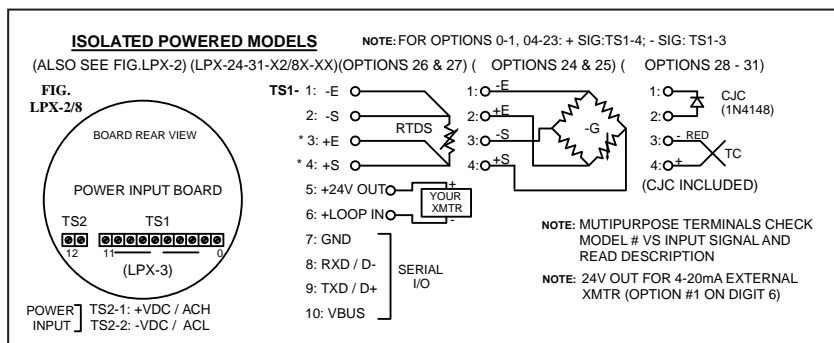 ISOLATED POWERED MODELS
NOTE: FOR OPTIONS 0-1, 04-23: + SIG:TS1-4; - SIG: TS1-3
(ALSO SEE FIG.LPX-2) (LPX-24-31-X2/8X-XX)(OPTIONS 26 & 27) ( OPTIONS 24 & 25) ( OPTIONS 28 - 31)
FIG.
LPX-2/8
BOARD REAR VIEW
POWER INPUT BOARD
TS2 TS1
12 11 0
(LPX-3)
POWER INPUT
TS2-1: +VDC / ACH
TS2-2: -VDC / ACL
TS1- 1: -E
2: -S
* 3: +E
* 4: +S
RTDS
5: +24V OUT
6: +LOOP IN
+
YOUR
XMTR
-
7: GND
8: RXD / D-
9: TXD / D+
10: VBUS
SERIAL
I/O
1: -E
2: +E
3: -S
4: +S
-G
1:
2:
CJC
(1N4148)
3: - RED
4: +
TC
(CJC INCLUDED)
NOTE: MUTIPURPOSE TERMINALS CHECK
MODEL # VS INPUT SIGNAL AND
READ DESCRIPTION
NOTE: 24V OUT FOR 4-20mA EXTERNAL
XMTR (OPTION #1 ON DIGIT 6)